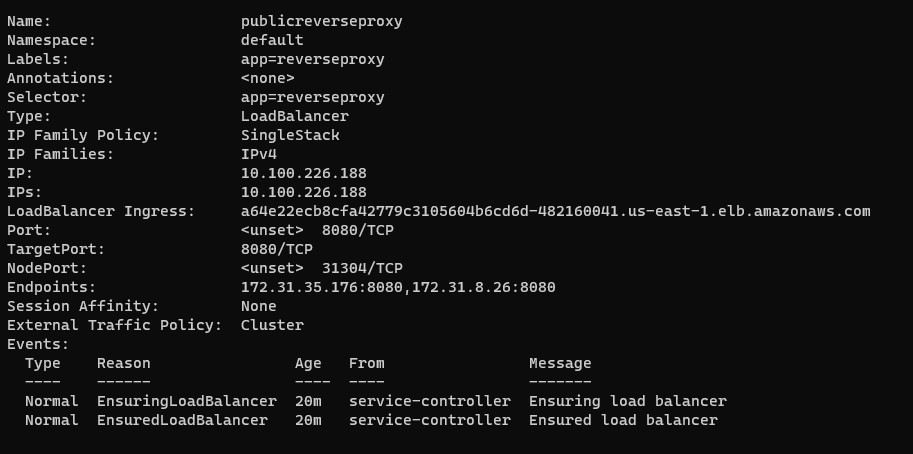 Name:                     publicreverseproxy
Namespace:                default
Labels:                   app=reverseproxy
Annotations:              <none>
Selector:                 app=reverseproxy
Type:                     LoadBalancer
IP Family Policy:         SingleStack
IP Families:              IPv4
IP:                       10.100.226.188
IPs:                      10.100.226.188
LoadBalancer Ingress:     a64e22ecb8cfa42779c3105604b6cd6d-482160041.us-east-1.elb.amazonaws.com
Port:                     <unset>  8080/TCP
TargetPort:               8080/TCP
NodePort:                 <unset>  31304/TCP
Endpoints:                172.31.35.176:8080,172.31.8.26:8080
Session Affinity:         None
External Traffic Policy:  Cluster
Events:
  Type    Reason                Age   From                Message
  ----    ------                ----  ----                -------
  Normal  EnsuringLoadBalancer  20m   service-controller  Ensuring load balancer
  Normal  EnsuredLoadBalancer   20m   service-controller  Ensured load balancer